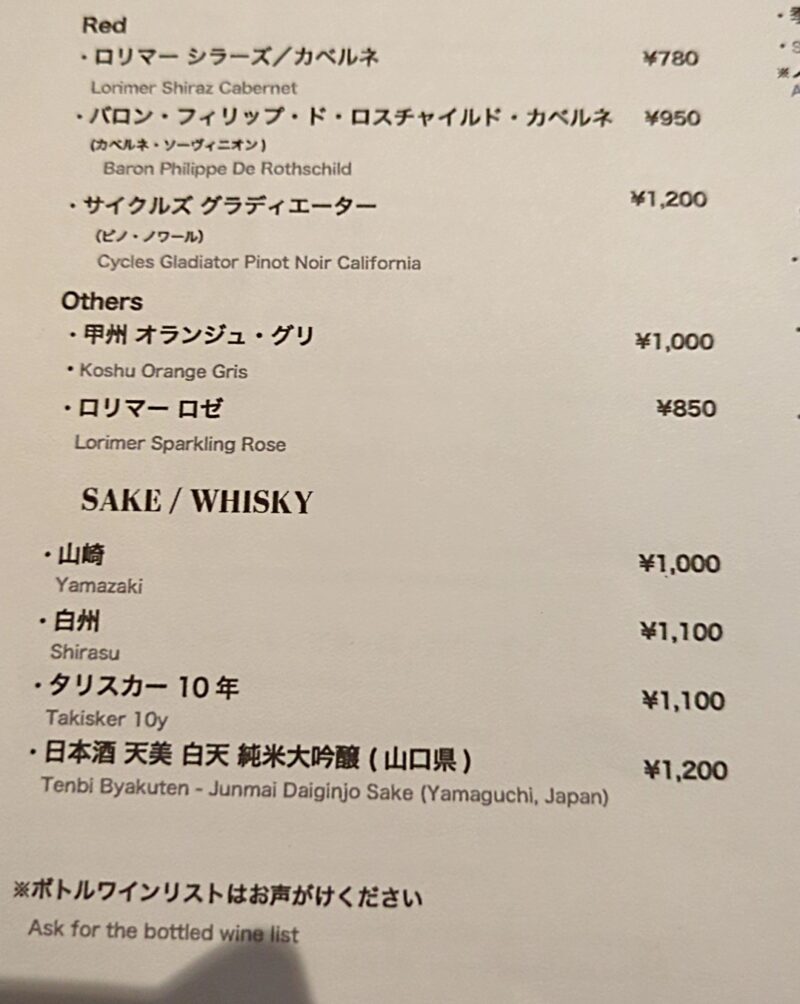 Red
・ロリマー シラーズ／カベルネ ¥780
Lorimer Shiraz Cabernet
・バロン・フィリップ・ド・ロスチャイルド・カベルネ ¥950
(カベルネ・ソーヴィニオン)
Baron Philippe De Rothschild
・サイクルズ グラディエーター ¥1,200
(ピノ・ノワール)
Cycles Gladiator Pinot Noir California
Others
・甲州 オランジュ・グリ ¥1,000
・Koshu Orange Gris
・ロリマー ロゼ ¥850
Lorimer Sparkling Rose
SAKE / WHISKY
・山崎 ¥1,000
Yamazaki
・白州 ¥1,100
Shirasu
・タリスカー 10年 ¥1,100
Takisker 10y
・日本酒 天美 白天 純米大吟醸 (山口県) ¥1,200
Tenbi Byakuten - Junmai Daiginjo Sake (Yamaguchi, Japan)
※ボトルワインリストはお声がけください
Ask for the bottled wine list